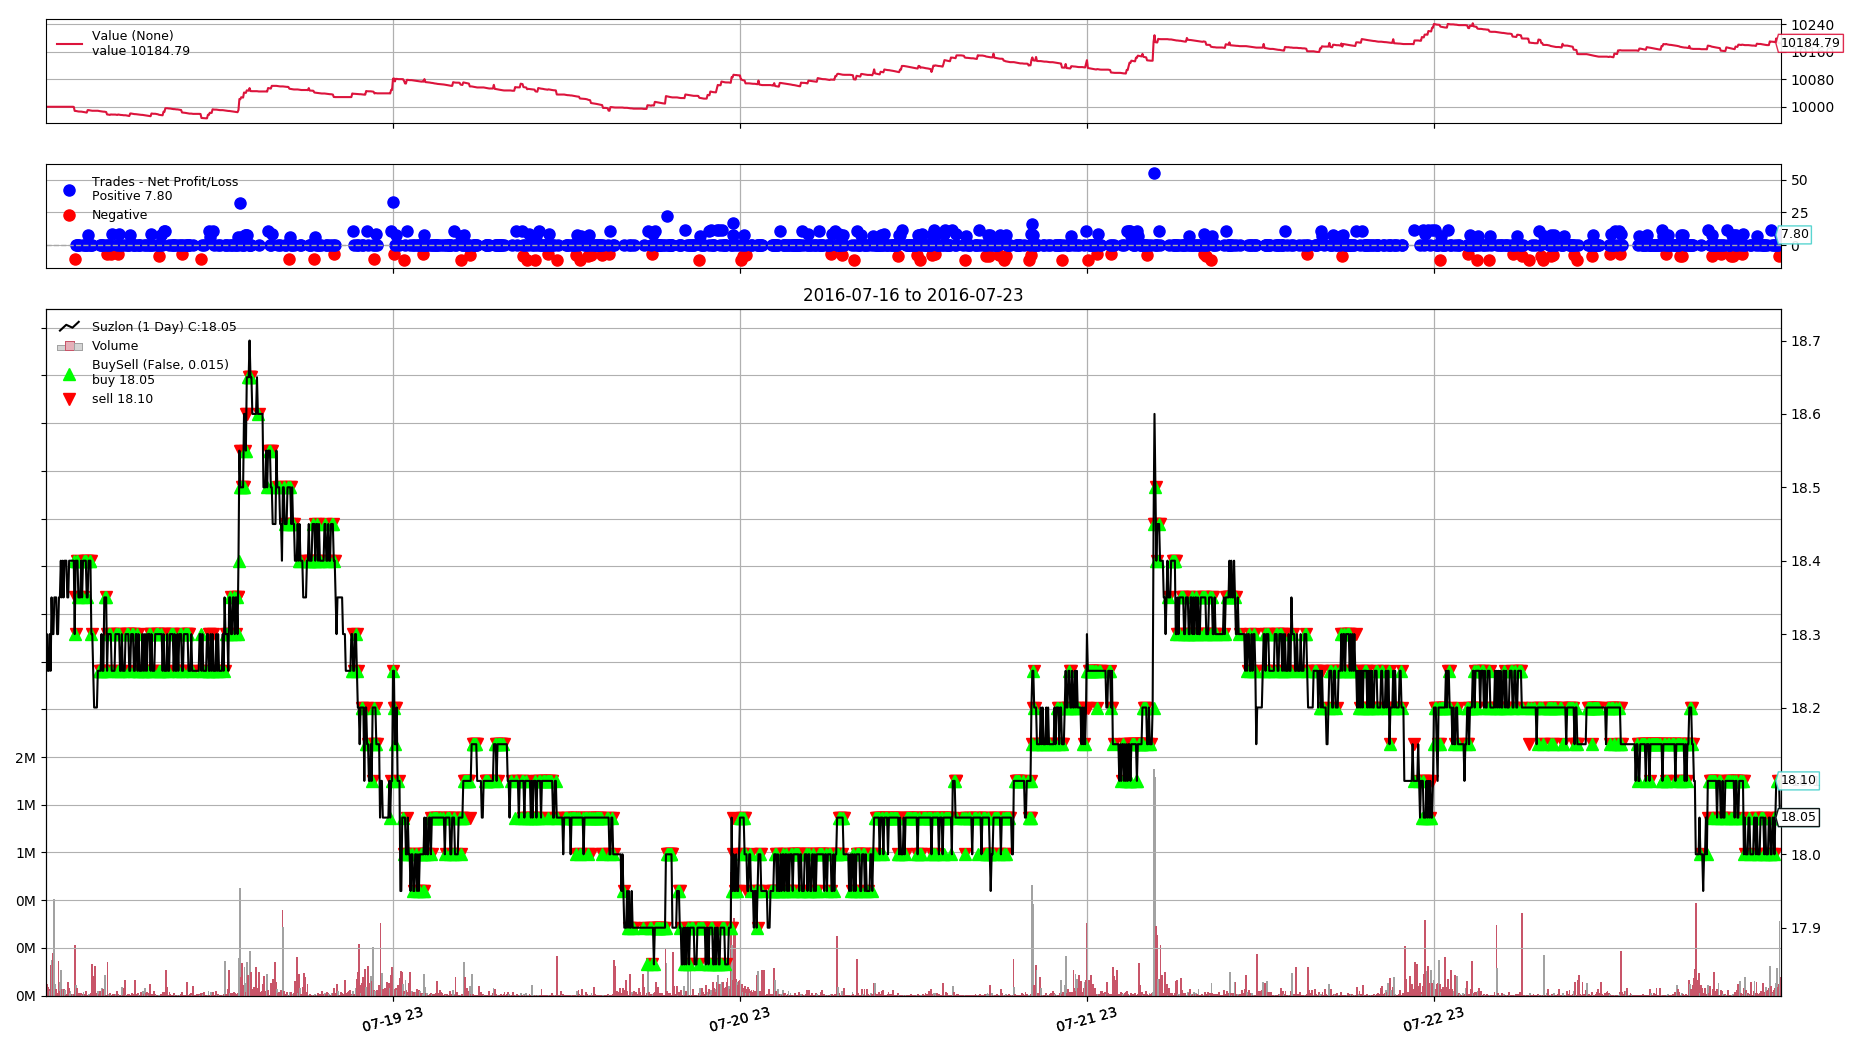 Value (None)
value 10184.79
10240
10184.79
10160
10080
10000
Trades - Net Profit/Loss
Positive 7.80
Negative
50
25
7.80
0
2016-07-16 to 2016-07-23
Suzlon (1 Day) C:18.05
Volume
BuySell (False, 0.015)
buy 18.05
sell 18.10
18.7
18.6
18.5
18.4
18.3
18.2
18.10
18.05
18.0
17.9
2M
1M
1M
0M
0M
0M
07-19 23
07-20 23
07-21 23
07-22 23